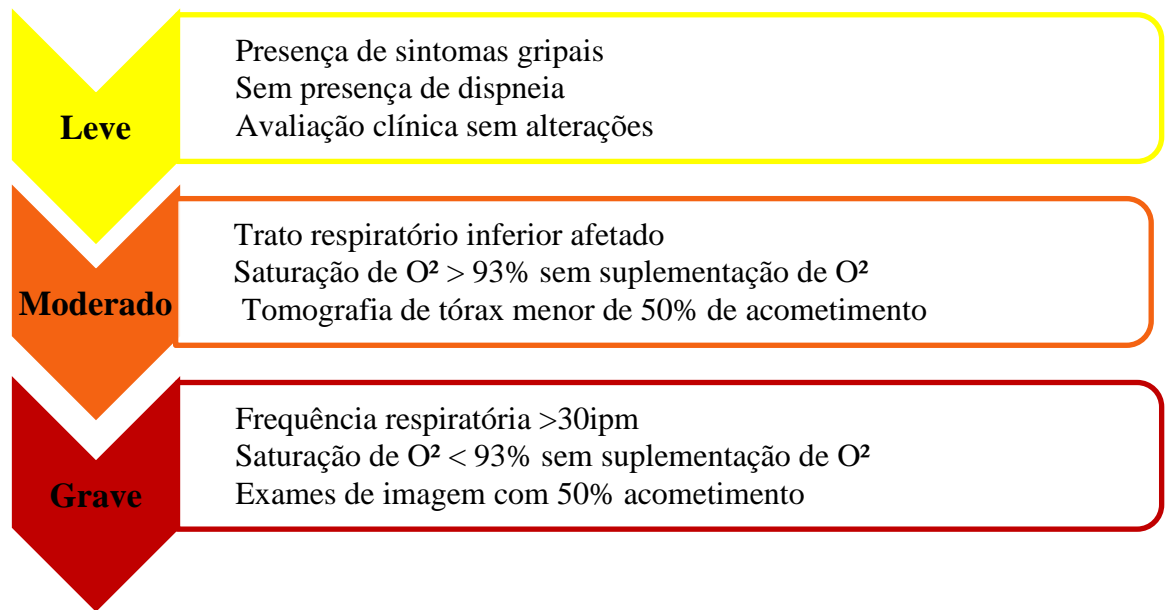 Leve
Presença de sintomas gripais
Sem presença de dispneia
Avaliação clínica sem alterações
Moderado
Trato respiratório inferior afetado
Saturação de O² > 93% sem suplementação de O²
Tomografia de tórax menor de 50% de acometimento
Grave
Frequência respiratória >30ipm
Saturação de O² < 93% sem suplementação de O²
Exames de imagem com 50% acometimento